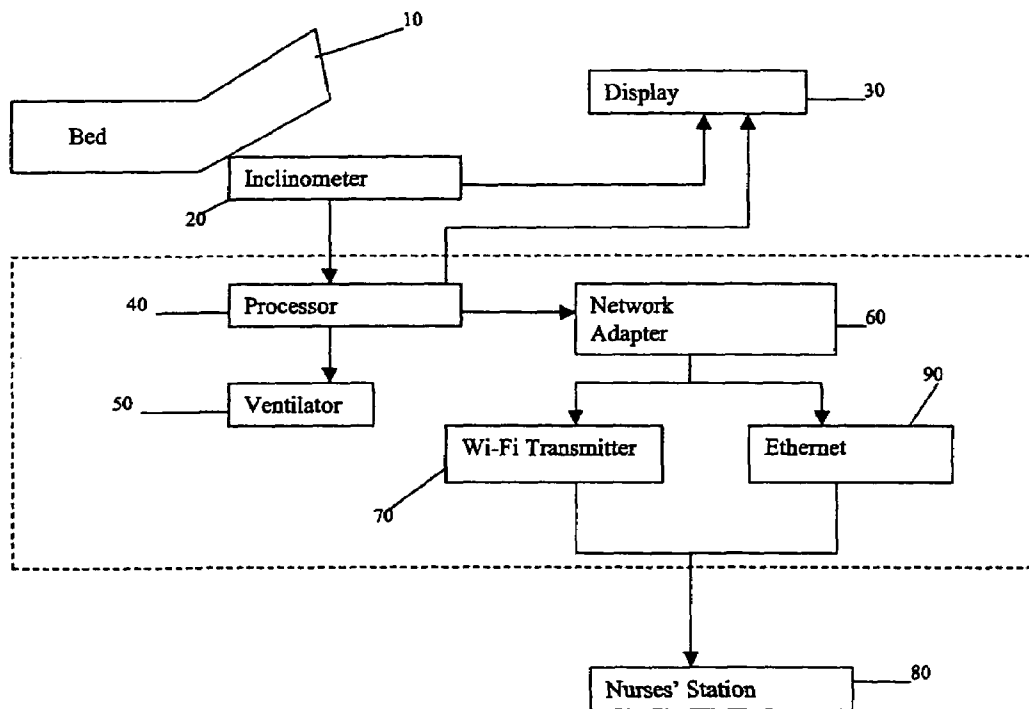 10
Bed
Display
30
Inclinometer
20
40
Processor
Network
Adapter
60
50
Ventilator
90
Wi-Fi Transmitter
Ethernet
70
Nurses' Station
80